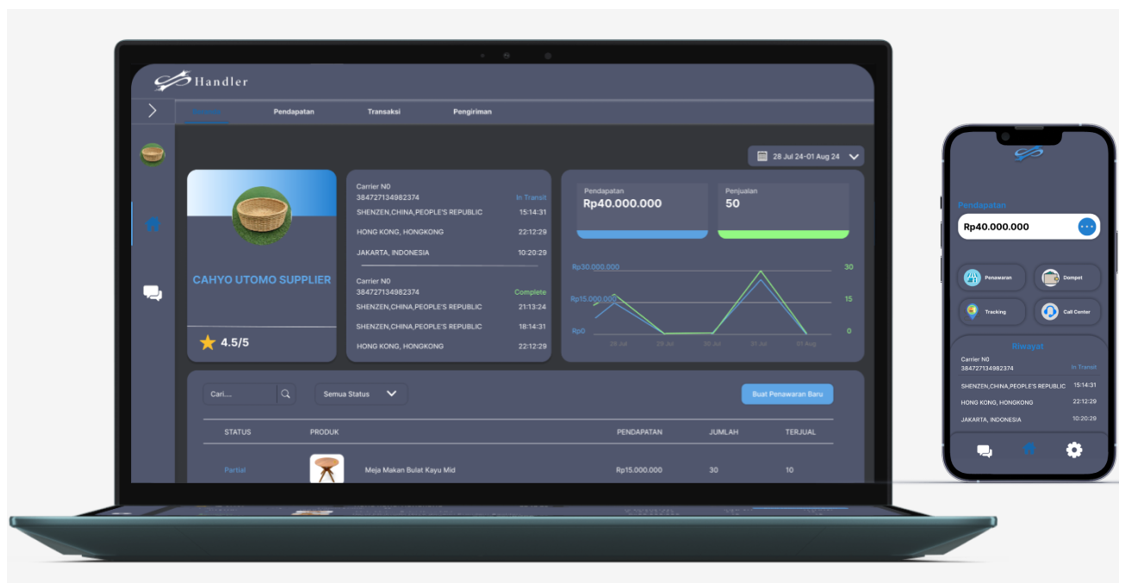 Handler
Pendapatan
Transaksi
Pengiriman
28 Jul 24-01 Aug 24
CAHYO UTOMO SUPPLIER
4.5/5
Carrier N0
384727134982374 In Transit
SHENZEN,CHINA,PEOPLE'S REPUBLIC 15:14:31
HONG KONG, HONGKONG 22:12:29
JAKARTA, INDONESIA 10:20:29
Carrier N0
384727134982374 Complete
SHENZEN,CHINA,PEOPLE'S REPUBLIC 21:13:24
SHENZEN,CHINA,PEOPLE'S REPUBLIC 18:14:31
HONG KONG, HONGKONG 22:12:29
Pendapatan
Rp40.000.000
Penjualan
50
Rp30.000.000 30
Rp15.000.000 15
Rp0 0
29 Jul 29 Jul 30 Jul 31 Jul 01 Aug
Cari....
Semua Status
Buat Penawaran Baru
STATUS PRODUK PENDAPATAN JUMLAH TERJUAL
Partial Meja Makan Bulat Kayu Mid Rp15.000.000 30 10
Pendapatan
Rp40.000.000
Penawaran
Dompet
Tracking
Call Center
Riwayat
Carrier N0
384727134982374 In Transit
SHENZEN,CHINA,PEOPLE'S REPUBLIC 15:14:31
HONG KONG, HONGKONG 22:12:29
JAKARTA, INDONESIA 10:20:29